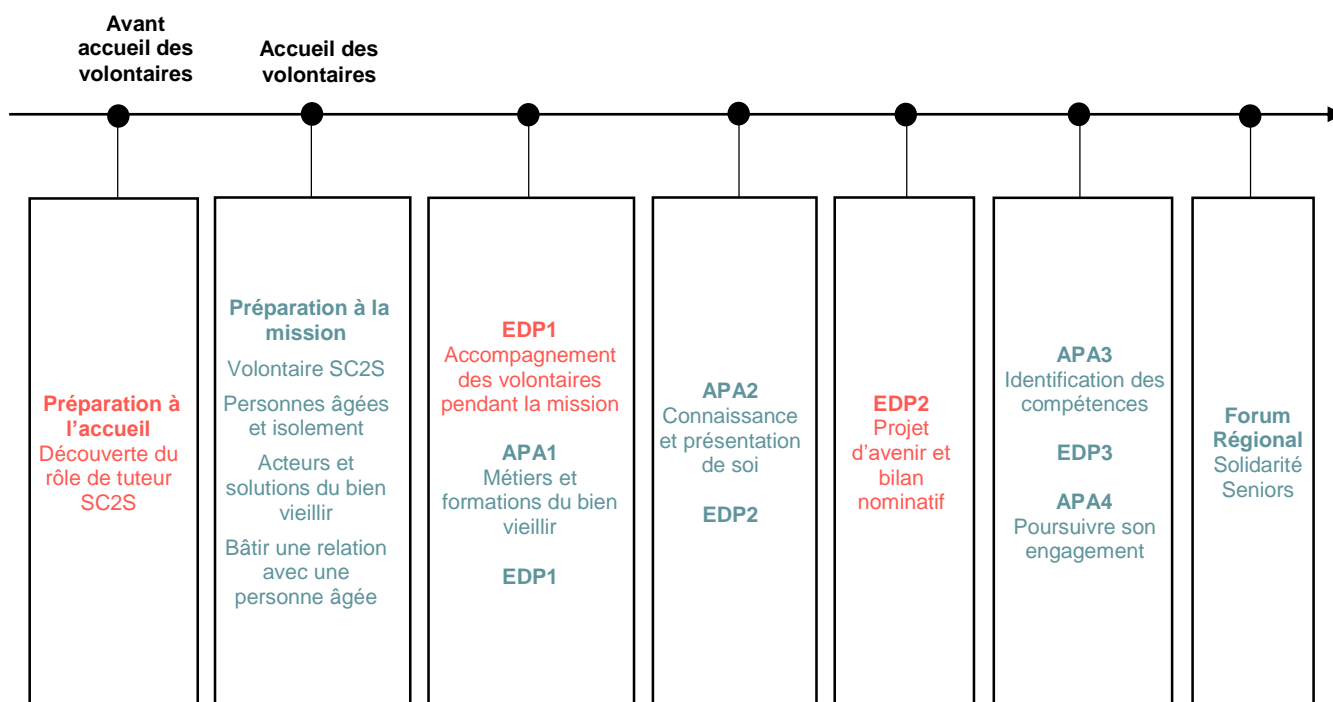 Avant
accueil des
volontaires
Accueil des
volontaires
Préparation à
l'accueil
Découverte du
rôle de tuteur
SC2S
Préparation à la
mission
Volontaire SC2S
Personnes âgées
et isolement
Acteurs et
solutions du bien
vieillir
Bâtir une relation
avec une
personne âgée
EDP1
Accompagnement
des volontaires
pendant la mission
APA1
Métiers et
formations du bien
vieillir
EDP1
APA2
Connaissance
et présentation
de soi
EDP2
EDP2
Projet
d'avenir et
bilan
nominatif
APA3
Identification des
compétences
EDP3
APA4
Poursuivre son
engagement
Forum
Régional
Solidarité
Seniors